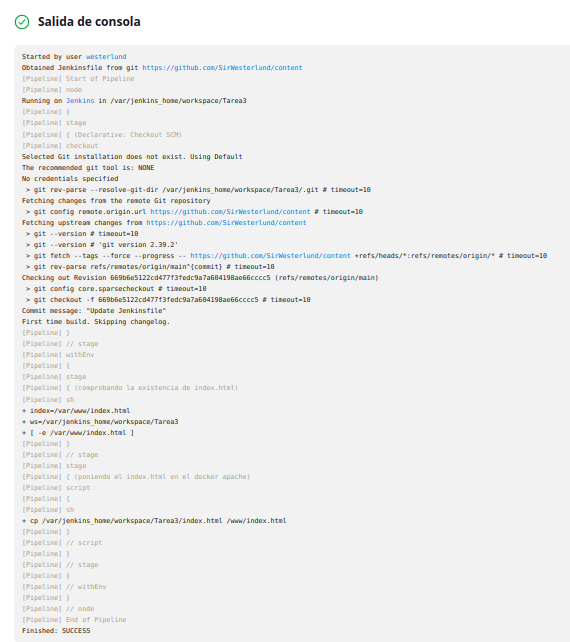 Salida de consola
Started by user westerlund
Obtained Jenkinsfile from git https://github.com/SirWesterlund/content
[Pipeline] Start of Pipeline
[Pipeline] node
Running on Jenkins in /var/jenkins_home/workspace/Tarea3
[Pipeline] {
[Pipeline] stage
[Pipeline] { (Declarative: Checkout SCM)
[Pipeline] checkout
Selected Git installation does not exist. Using Default
The recommended git tool is: NONE
No credentials specified
 > git rev-parse --resolve-git-dir /var/jenkins_home/workspace/Tarea3/.git # timeout=10
Fetching changes from the remote Git repository
 > git config remote.origin.url https://github.com/SirWesterlund/content # timeout=10
Fetching upstream changes from https://github.com/SirWesterlund/content
 > git --version # timeout=10
 > git --version # 'git version 2.39.2'
 > git fetch --tags --force --progress -- https://github.com/SirWesterlund/content +refs/heads/*:refs/remotes/origin/* # timeout=10
 > git rev-parse refs/remotes/origin/main^{commit} # timeout=10
Checking out Revision 669b6e5122cd477f3fedc9a7a604198ae66cccc5 (refs/remotes/origin/main)
 > git config core.sparsecheckout # timeout=10
 > git checkout -f 669b6e5122cd477f3fedc9a7a604198ae66cccc5 # timeout=10
Commit message: "Update Jenkinsfile"
First time build. Skipping changelog.
[Pipeline] }
[Pipeline] // stage
[Pipeline] withEnv
[Pipeline] {
[Pipeline] stage
[Pipeline] { (comprobando la existencia de index.html)
[Pipeline] sh
+ index=/var/www/index.html
+ ws=/var/jenkins_home/workspace/Tarea3
+ [ -e /var/www/index.html ]
[Pipeline] }
[Pipeline] // stage
[Pipeline] stage
[Pipeline] { (poniendo el index.html en el docker apache)
[Pipeline] script
[Pipeline] {
[Pipeline] sh
+ cp /var/jenkins_home/workspace/Tarea3/index.html /www/index.html
[Pipeline] }
[Pipeline] // script
[Pipeline] }
[Pipeline] // stage
[Pipeline] }
[Pipeline] // withEnv
[Pipeline] }
[Pipeline] // node
[Pipeline] End of Pipeline
Finished: SUCCESS